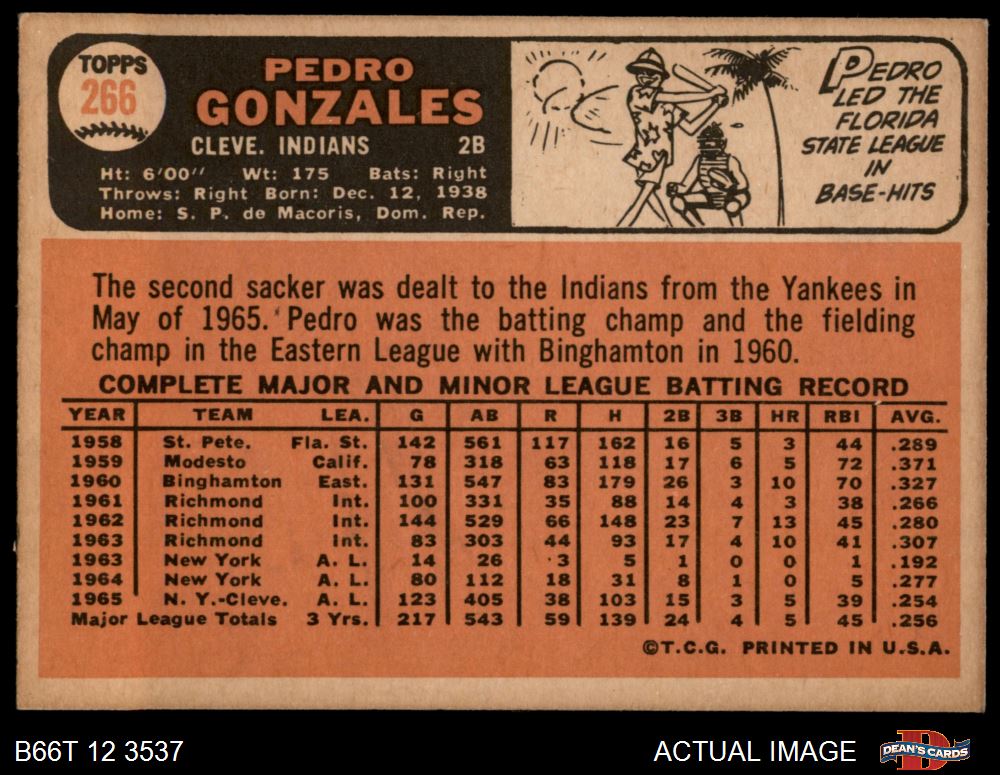 TOPPS
266
PEDRO
GONZALES
CLEVE. INDIANS 2B
Ht: 6'00" Wt: 175 Bats: Right
Throws: Right Born: Dec. 12, 1938
Home: S. P. de Macoris, Dom. Rep.
PEDRO
LED THE
FLORIDA
STATE LEAGUE
IN
BASE-HITS
The second sacker was dealt to the Indians from the Yankees in
May of 1965. Pedro was the batting champ and the fielding
champ in the Eastern League with Binghamton in 1960.
COMPLETE MAJOR AND MINOR LEAGUE BATTING RECORD
YEAR TEAM LEA. G AB R H 2B 3B HR RBI AVG.
1958 St. Pete. Fla. St. 142 561 117 162 16 5 3 44 .289
1959 Modesto Calif. 78 318 63 118 17 6 5 72 .371
1960 Binghamton East. 131 547 83 179 26 3 10 70 .327
1961 Richmond Int. 100 331 35 88 14 4 3 38 .266
1962 Richmond Int. 144 529 66 148 23 7 13 45 .280
1963 Richmond Int. 83 303 44 93 17 4 10 41 .307
1963 New York A. L. 14 26 3 5 1 0 0 1 .192
1964 New York A. L. 80 112 18 31 8 1 0 5 .277
1965 N. Y.-Cleve. A. L. 123 405 38 103 15 3 5 39 .254
Major League Totals 3 Yrs. 217 543 59 139 24 4 5 45 .256
©T.C.G. PRINTED IN U.S.A.
B66T 12 3537 ACTUAL IMAGE DEAN'S CARDS